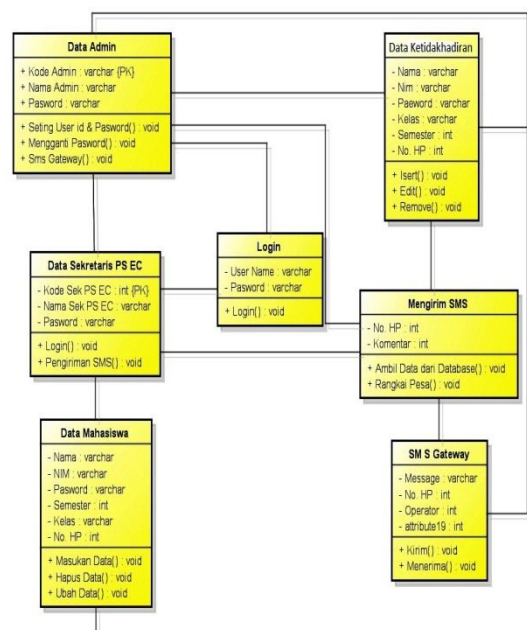 Data Admin
+ Kode Admin : varchar {PK}
+ Nama Admin : varchar
+ Pasword : varchar
+ Seting User id & Pasword() : void
+ Mengganti Pasword() : void
+ Sms Gateway() : void
Data Ketidakhadiran
- Nama : varchar
- Nim : varchar
- Paeword : varchar
- Kelas : varchar
- Semester : int
- No. HP : int
+ Isert() : void
+ Edit() : void
+ Remove() : void
Login
- User Name : varchar
- Pasword : varchar
+ Login() : void
Data Sekretaris PS EC
- Kode Sek PS EC : int {PK}
- Nama Sek PS EC : varchar
- Pasword : varchar
+ Login() : void
+ Pengiriman SMS() : void
Mengirim SMS
- No. HP : int
- Komentar : int
+ Ambil Data dari Database() : void
+ Rangkai Pesa() : void
Data Mahasiswa
- Nama : varchar
- NIM : varchar
- Pasword : varchar
- Semester : int
- Kelas : varchar
- No. HP : int
+ Masukan Data() : void
+ Hapus Data() : void
+ Ubah Data() : void
SM S Gateway
- Message : varchar
- No. HP : int
- Operator : int
- attribute19 : int
+ Kirim() : void
+ Menerima() : void